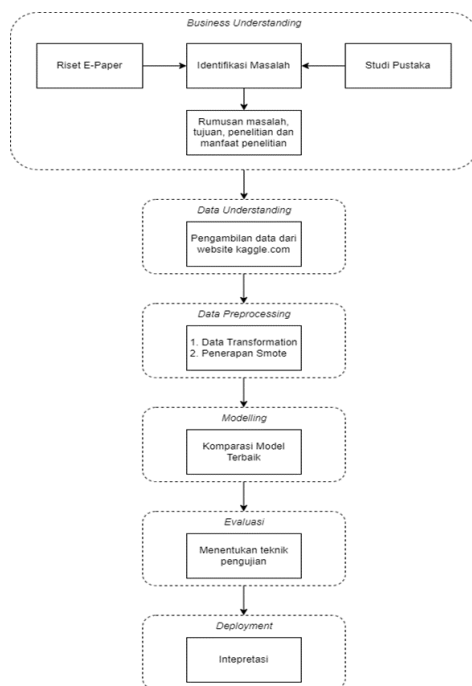 Business Understanding
Riset E-Paper
Identifikasi Masalah
Studi Pustaka
Rumusan masalah,
tujuan, penelitian dan
manfaat penelitian
Data Understanding
Pengambilan data dari
website kaggle.com
Data Preprocessing
1. Data Transformation
2. Penerapan Smote
Modelling
Komparasi Model
Terbaik
Evaluasi
Menentukan teknik
pengujian
Deployment
Intepretasi